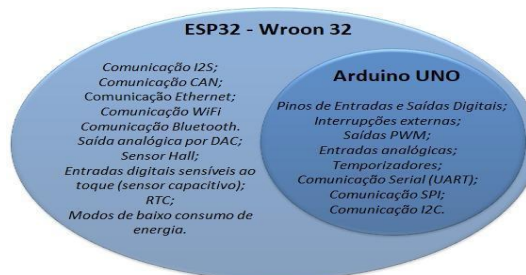 ESP32 - Wroon 32
Comunicação I2S;
Comunicação CAN;
Comunicação Ethernet;
Comunicação WiFi
Comunicação Bluetooth.
Saída analógica por DAC;
Sensor Hall;
Entradas digitais sensíveis ao
toque (sensor capacitivo);
RTC;
Modos de baixo consumo de
energia.
Arduino UNO
Pinos de Entradas e Saídas Digitais;
Interrupções externas;
Saídas PWM;
Entradas analógicas;
Temporizadores;
Comunicação Serial (UART);
Comunicação SPI;
Comunicação I2C.